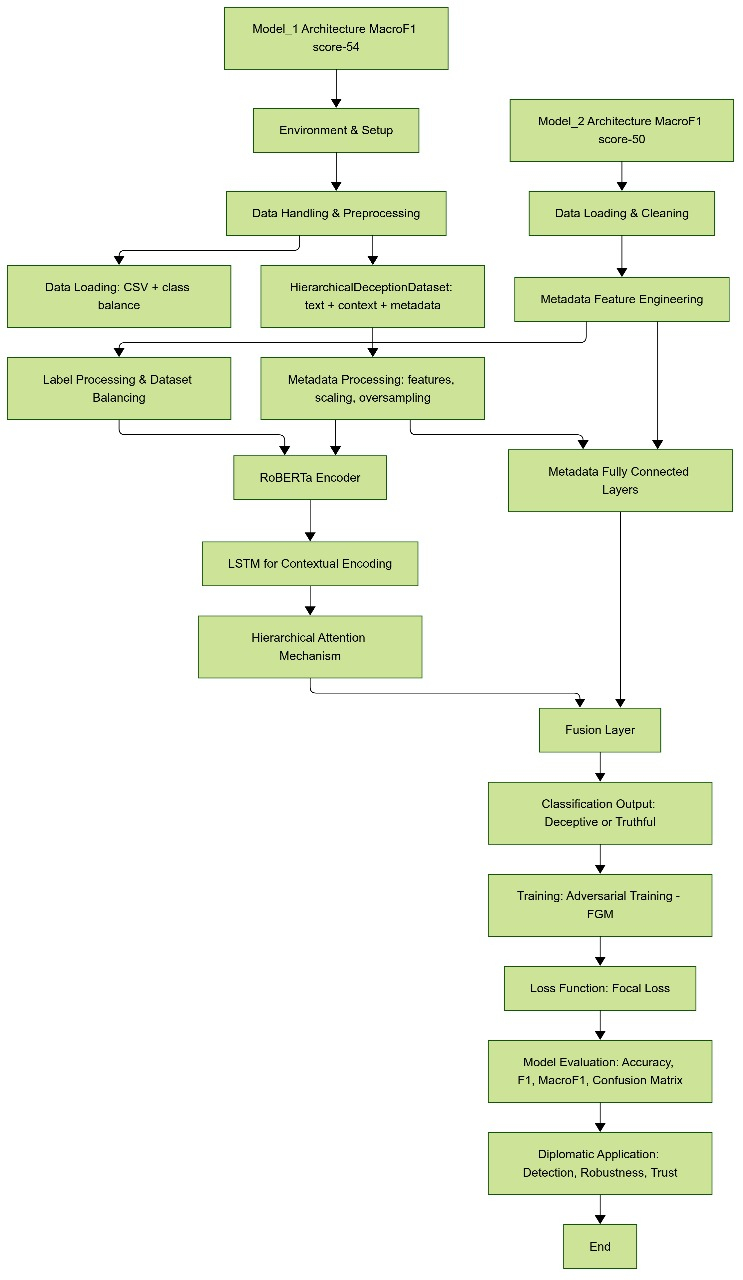 Model_1 Architecture MacroF1
score-54
Environment & Setup
Model_2 Architecture MacroF1
score-50
Data Handling & Preprocessing
Data Loading & Cleaning
Data Loading: CSV + class
balance
HierarchicalDeceptionDataset:
text + context + metadata
Metadata Feature Engineering
Label Processing & Dataset
Balancing
Metadata Processing: features,
scaling, oversampling
RoBERTa Encoder
Metadata Fully Connected
Layers
LSTM for Contextual Encoding
Hierarchical Attention
Mechanism
Fusion Layer
Classification Output:
Deceptive or Truthful
Training: Adversarial Training -
FGM
Loss Function: Focal Loss
Model Evaluation: Accuracy,
F1, MacroF1, Confusion Matrix
Diplomatic Application:
Detection, Robustness, Trust
End